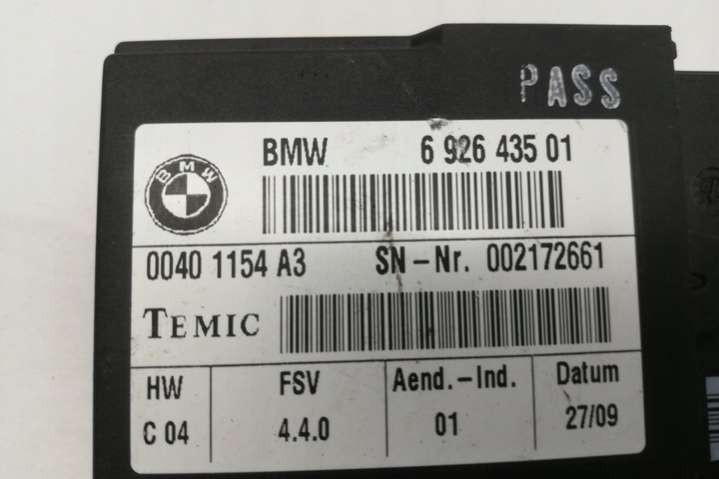 PASS
BMW 6 926 435 01
BMW
0040 1154 A3 SN-Nr. 002172661
TEMIC
HW FSV Aend.-Ind. Datum
C 04 4.4.0 01 27/09